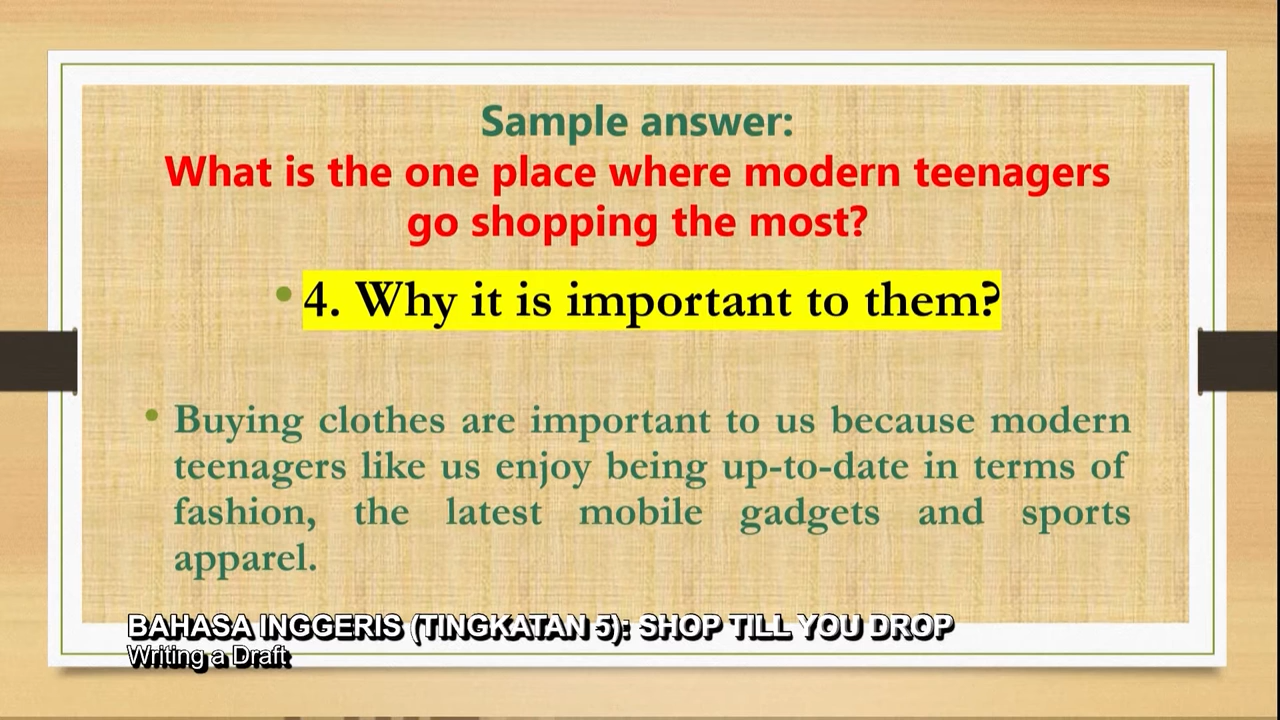 Sample answer:
What is the one place where modern teenagers
go shopping the most?
• 4. Why it is important to them?
• Buying clothes are important to us because modern
teenagers like us enjoy being up-to-date in terms of
fashion, the latest mobile gadgets and sports
apparel.
BAHASA INGGERIS (TINGKATAN 5): SHOP TILL YOU DROP
Writing a Draft